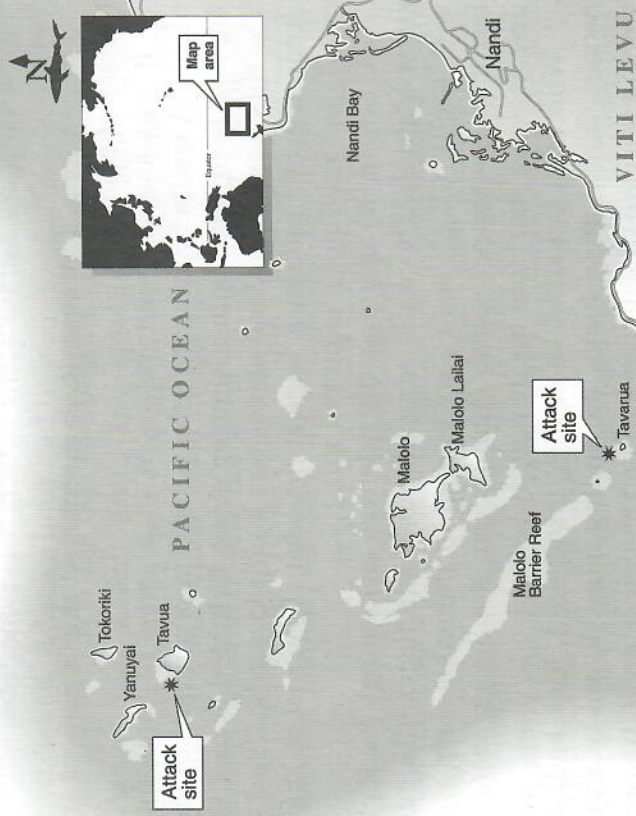 N
Map
area
Equator
Nandi Bay
Nandi
VITI LEVU
PACIFIC OCEAN
Tokoriki
Yanuyai
Tavua
Attack
site
Malolo
Malolo Lailai
Malolo
Barrier Reef
Attack
site
Tavarua